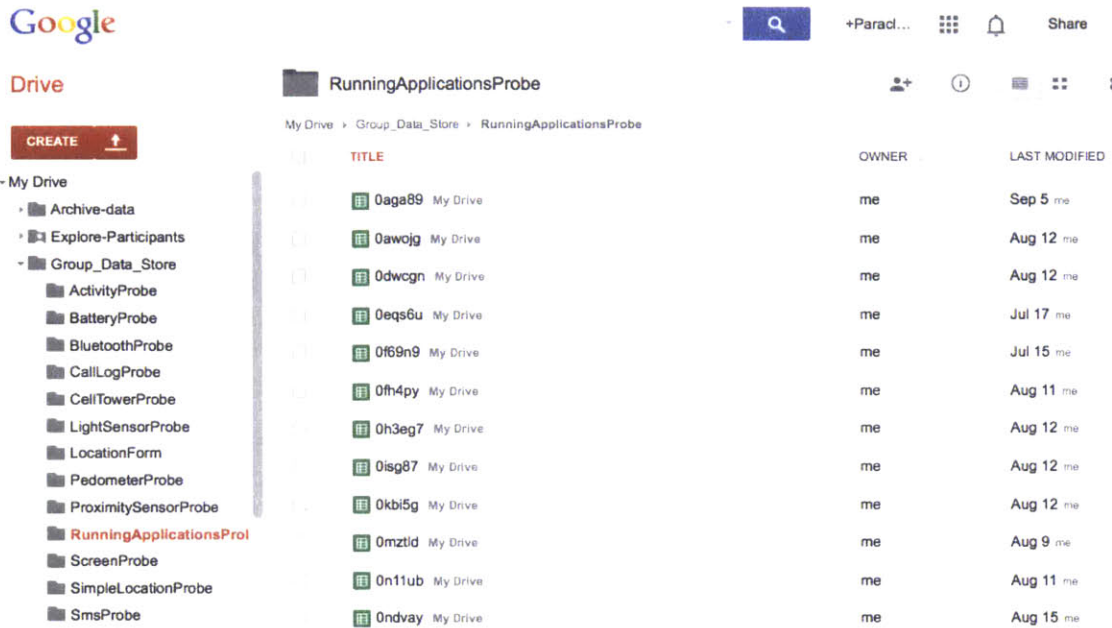 Google
+Paracl... Share
Drive
RunningApplicationsProbe
My Drive › Group_Data_Store › RunningApplicationsProbe
CREATE
TITLE OWNER LAST MODIFIED
My Drive
Archive-data
Explore-Participants
Group_Data_Store
ActivityProbe
BatteryProbe
BluetoothProbe
CallLogProbe
CellTowerProbe
LightSensorProbe
LocationForm
PedometerProbe
ProximitySensorProbe
RunningApplicationsProl
ScreenProbe
SimpleLocationProbe
SmsProbe
0aga89 My Drive me Sep 5 me
0awojg My Drive me Aug 12 me
0dwcgn My Drive me Aug 12 me
0eqs6u My Drive me Jul 17 me
0f69n9 My Drive me Jul 15 me
0fh4py My Drive me Aug 11 me
0h3eg7 My Drive me Aug 12 me
0isg87 My Drive me Aug 12 me
0kbi5g My Drive me Aug 12 me
0mztld My Drive me Aug 9 me
0n11ub My Drive me Aug 11 me
0ndvay My Drive me Aug 15 me